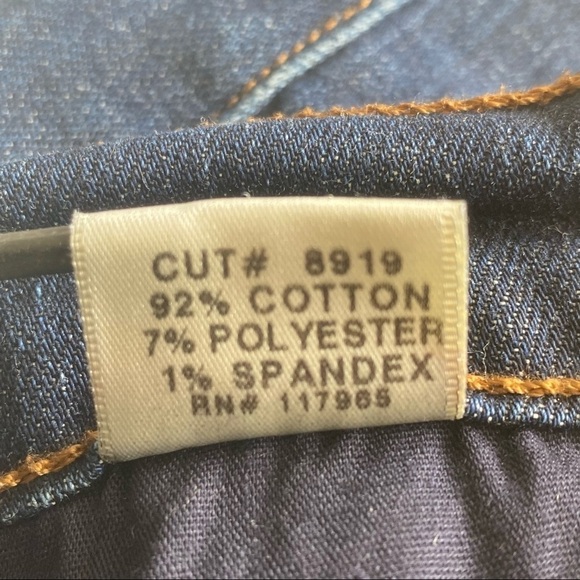 CUT# 8919
92% COTTON
7% POLYESTER
1% SPANDEX
RN# 117965